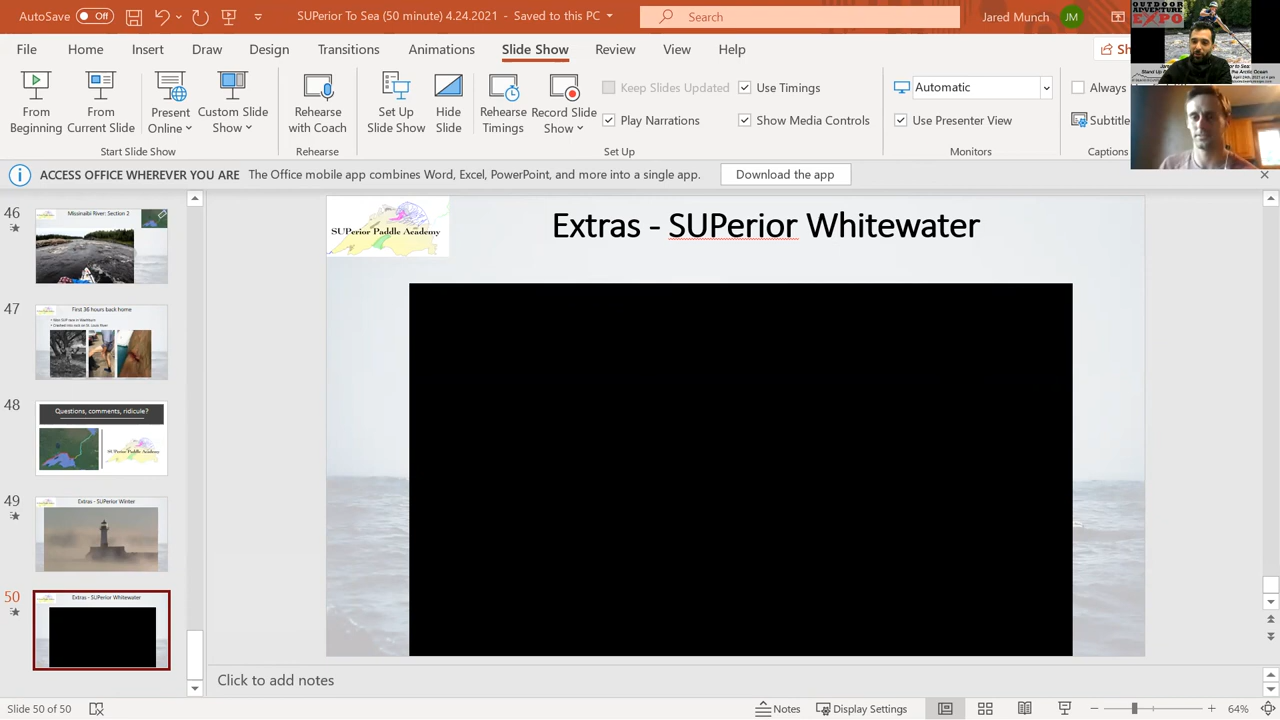 AutoSave Off SUPerior To Sea (50 minute) 4.24.2021 - Saved to this PC Search Jared Munch JM
File Home Insert Draw Design Transitions Animations Slide Show Review View Help Sh
From Beginning
From Current Slide
Present Online
Custom Slide Show
Rehearse with Coach
Set Up Slide Show
Hide Slide
Rehearse Timings
Record Slide Show
Keep Slides Updated
Use Timings
Play Narrations
Show Media Controls
Automatic
Use Presenter View
Always
Subtitle
Start Slide Show Rehearse Set Up Monitors Captions
OUTDOOR
ADVENTURE
EXPO
ACCESS OFFICE WHEREVER YOU ARE The Office mobile app combines Word, Excel, PowerPoint, and more into a single app. Download the app
46
Missinaibi River: Section 2
47
First 36 hours back home
48
Questions, comments, ridicule?
SUPerior Paddle Academy
49
Extras - SUPerior Winter
50
Extras - SUPerior Whitewater
SUPerior Paddle Academy
Extras - SUPerior Whitewater
Click to add notes
Slide 50 of 50 Notes Display Settings 64%